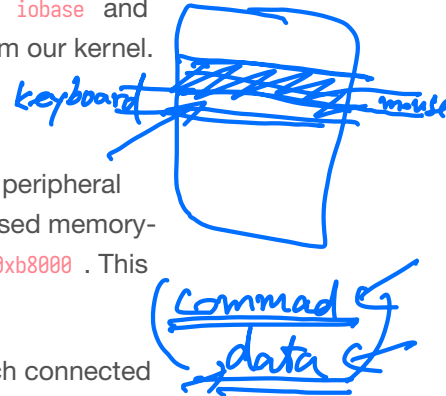 iobase and
m our kernel.
keyboard
mouse
peripheral
sed memory-
0xb8000 . This
commad
data
ch connected